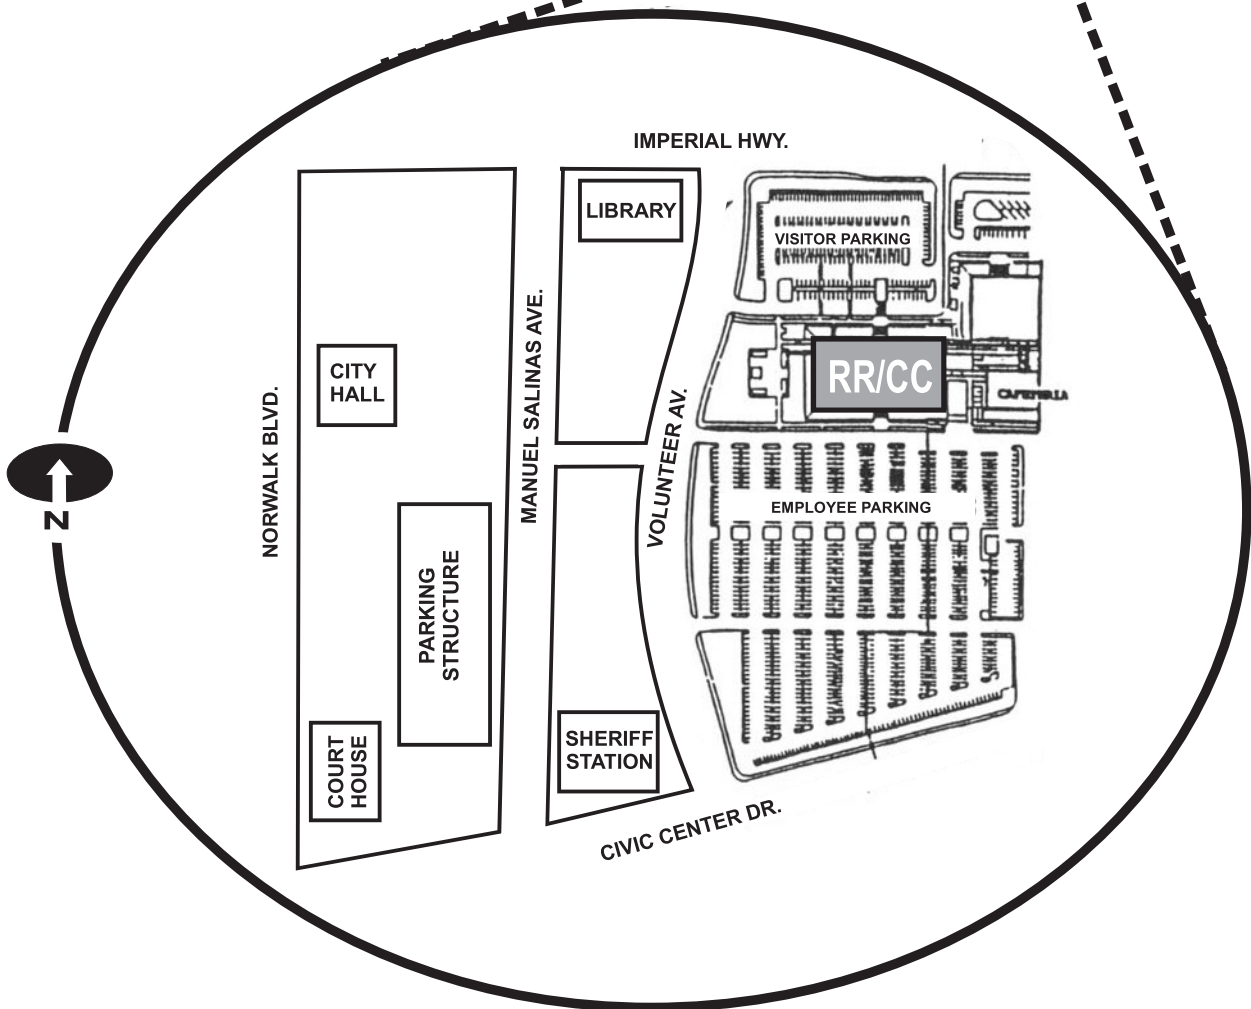 IMPERIAL HWY.
LIBRARY
VISITOR PARKING
CITY
HALL
RR/CC
CAFETERIA
NORWALK BLVD.
MANUEL SALINAS AVE.
VOLUNTEER AV.
N
EMPLOYEE PARKING
PARKING
STRUCTURE
COURT
HOUSE
SHERIFF
STATION
CIVIC CENTER DR.